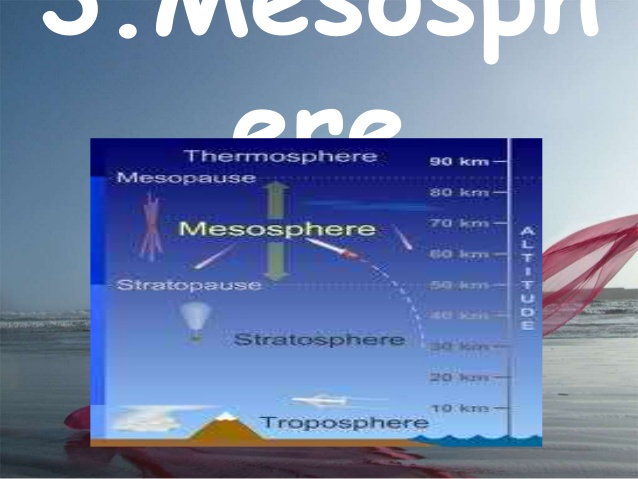 3.Mesosph
ere
Thermosphere
90 km
Mesopause
80 km
70 km
Mesosphere
60 km
Stratopause
50 km
40 km
Stratosphere
30 km
20 km
10 km
Troposphere
ALTITUDE